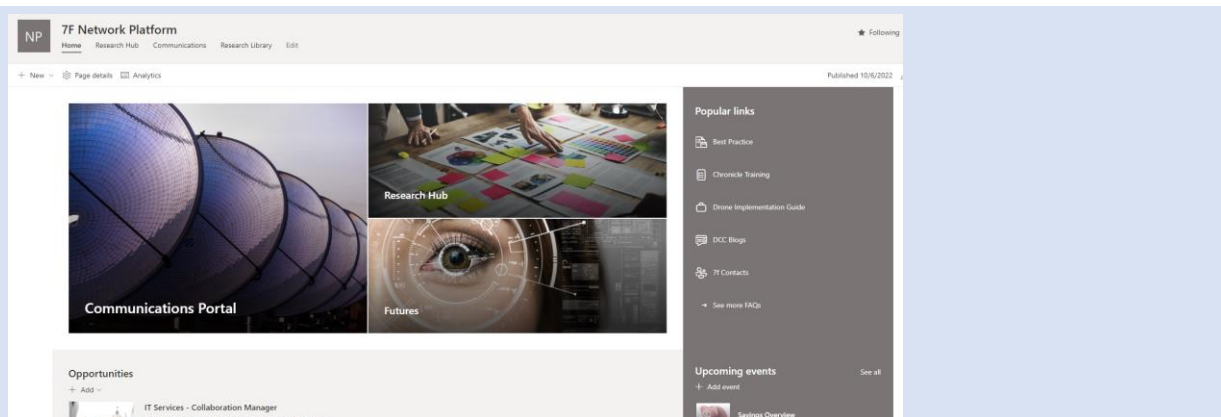 NP
7F Network Platform
Home Research Hub Communications Research Library Edit
Following
+ New Page details Analytics
Published 10/6/2022
Research Hub
Communications Portal
Futures
Popular links
Best Practice
Chronicle Training
Drone Implementation Guide
DCC Blogs
7f Contacts
See more FAQs
Opportunities
+ Add
IT Services - Collaboration Manager
Upcoming events See all
+ Add event
Savings Overview